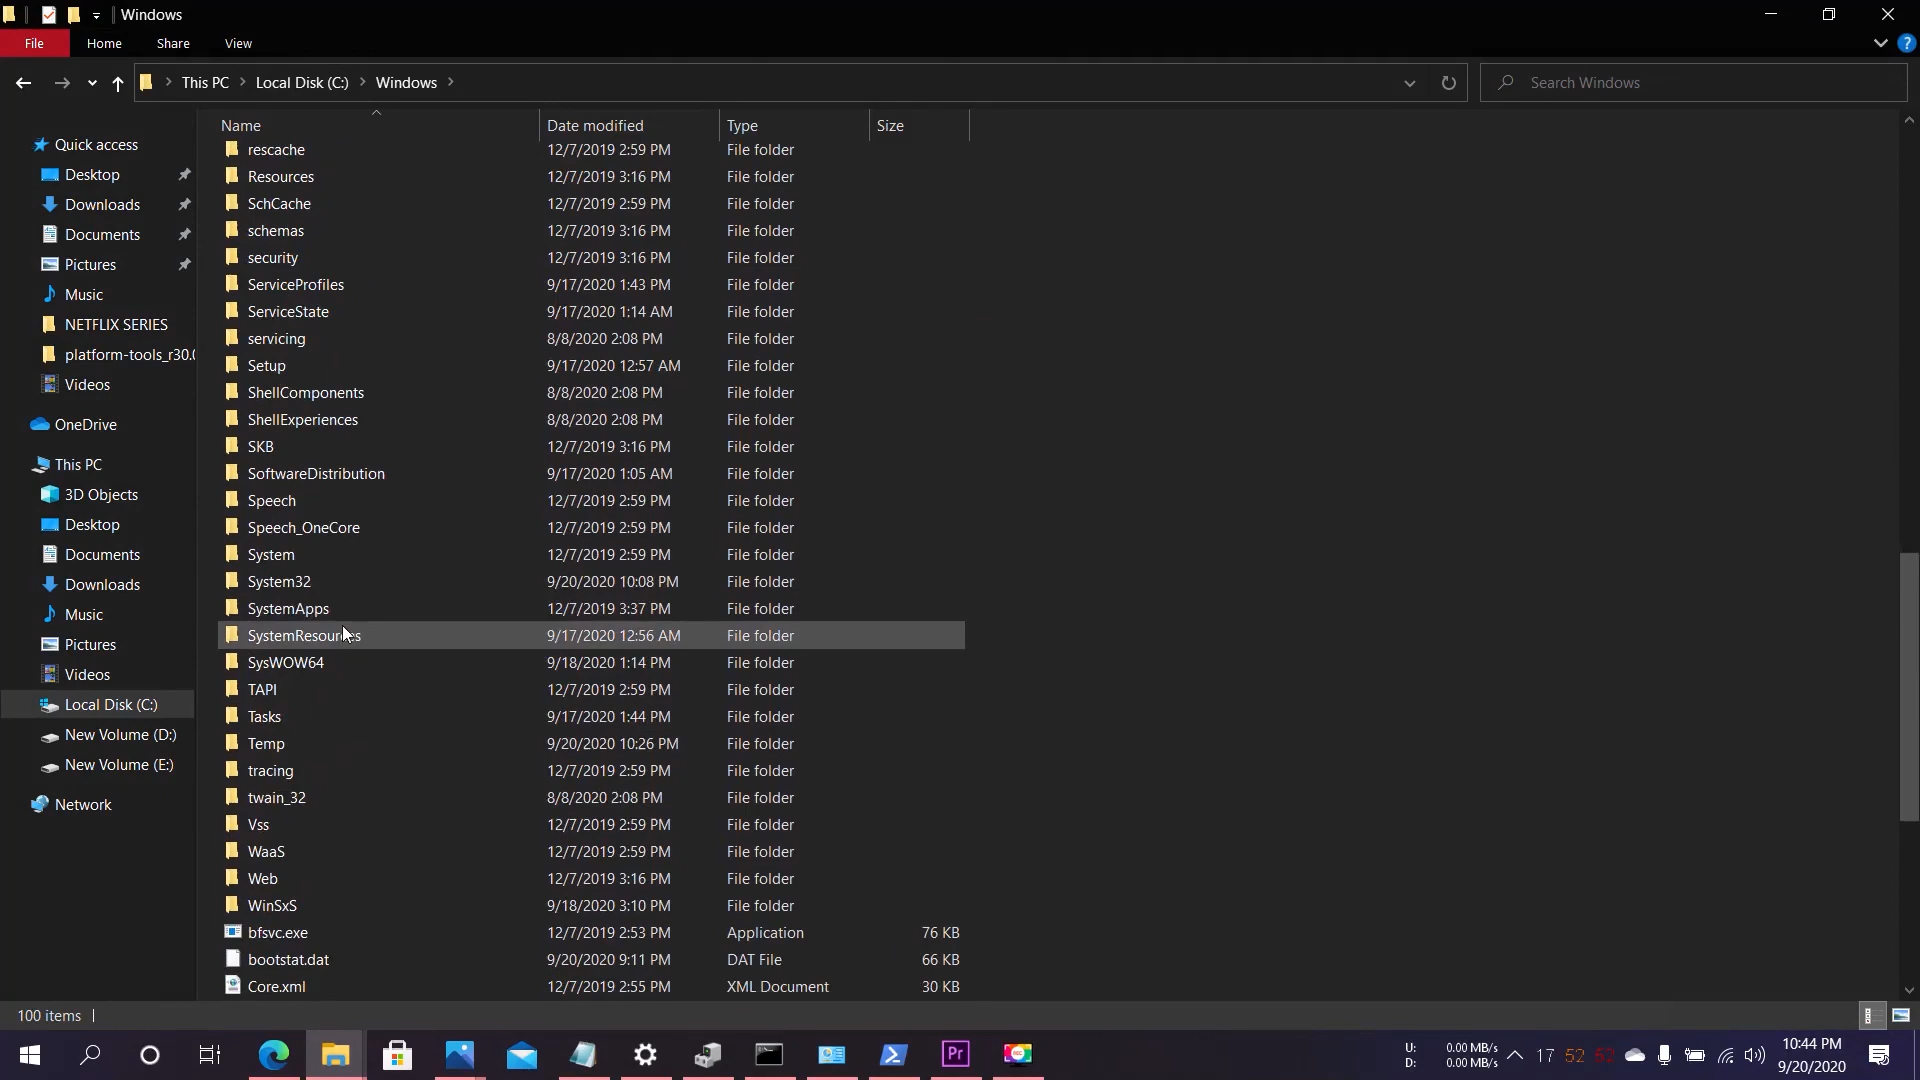 Windows
File Home Share View
This PC Local Disk (C:) Windows
Search Windows
Name Date modified Type Size
Quick access
Desktop
Downloads
Documents
Pictures
Music
NETFLIX SERIES
platform-tools_r30.0
Videos
OneDrive
This PC
3D Objects
Desktop
Documents
Downloads
Music
Pictures
Videos
Local Disk (C:)
New Volume (D:)
New Volume (E:)
Network
rescache 12/7/2019 2:59 PM File folder
Resources 12/7/2019 3:16 PM File folder
SchCache 12/7/2019 2:59 PM File folder
schemas 12/7/2019 3:16 PM File folder
security 12/7/2019 3:16 PM File folder
ServiceProfiles 9/17/2020 1:43 PM File folder
ServiceState 9/17/2020 1:14 AM File folder
servicing 8/8/2020 2:08 PM File folder
Setup 9/17/2020 12:57 AM File folder
ShellComponents 8/8/2020 2:08 PM File folder
ShellExperiences 8/8/2020 2:08 PM File folder
SKB 12/7/2019 3:16 PM File folder
SoftwareDistribution 9/17/2020 1:05 AM File folder
Speech 12/7/2019 2:59 PM File folder
Speech_OneCore 12/7/2019 2:59 PM File folder
System 12/7/2019 2:59 PM File folder
System32 9/20/2020 10:08 PM File folder
SystemApps 12/7/2019 3:37 PM File folder
SystemResources 9/17/2020 12:56 AM File folder
SysWOW64 9/18/2020 1:14 PM File folder
TAPI 12/7/2019 2:59 PM File folder
Tasks 9/17/2020 1:44 PM File folder
Temp 9/20/2020 10:26 PM File folder
tracing 12/7/2019 2:59 PM File folder
twain_32 8/8/2020 2:08 PM File folder
Vss 12/7/2019 2:59 PM File folder
WaaS 12/7/2019 2:59 PM File folder
Web 12/7/2019 3:16 PM File folder
WinSxS 9/18/2020 3:10 PM File folder
bfsvc.exe 12/7/2019 2:53 PM Application 76 KB
bootstat.dat 9/20/2020 9:11 PM DAT File 66 KB
Core.xml 12/7/2019 2:55 PM XML Document 30 KB
100 items
Pr
U: 0.00 MB/s
D: 0.00 MB/s
17 52 52
10:44 PM
9/20/2020